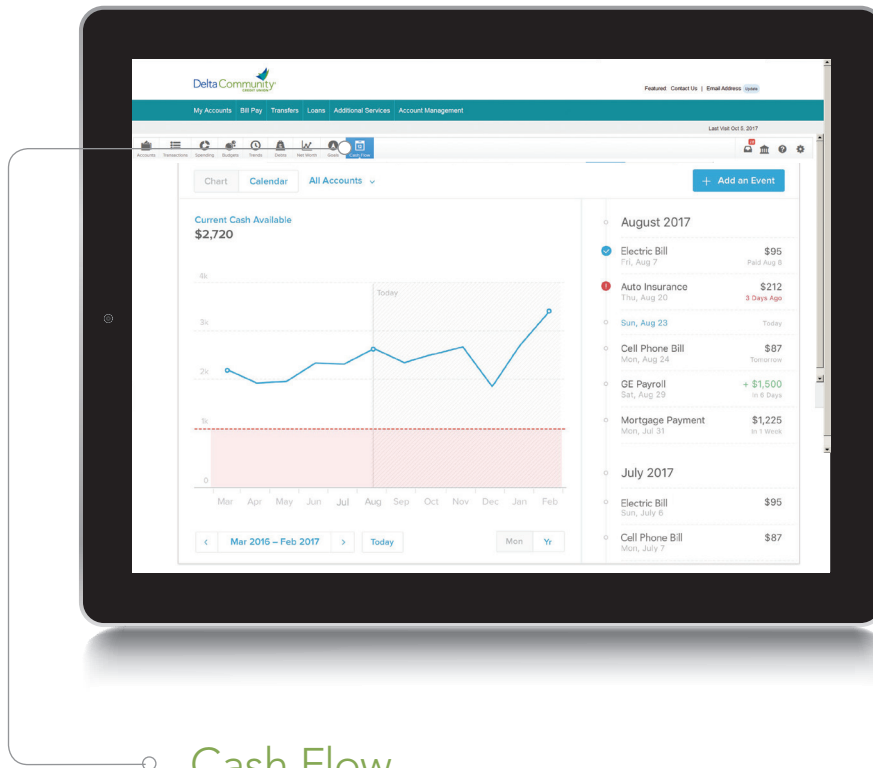 Delta Community
CREDIT UNION
Featured Contact Us | Email Address Update
My Accounts Bill Pay Transfers Loans Additional Services Account Management
Last Visit Oct 5, 2017
Accounts Transactions Spending Budgets Trends Debts Net Worth Goals Cash Flow
Chart Calendar All Accounts
+ Add an Event
Current Cash Available
$2,720
4k
3k
2k
1k
0
Today
Mar Apr May Jun Jul Aug Sep Oct Nov Dec Jan Feb
< Mar 2016 – Feb 2017 > Today Mon Yr
August 2017
Electric Bill $95
Fri, Aug 7 Paid Aug 6
Auto Insurance $212
Thu, Aug 20 3 Days Ago
Sun, Aug 23 Today
Cell Phone Bill $87
Mon, Aug 24 Tomorrow
GE Payroll + $1,500
Sat, Aug 29 In 6 Days
Mortgage Payment $1,225
Mon, Jul 31 In 1 Week
July 2017
Electric Bill $95
Sun, July 6
Cell Phone Bill $87
Mon, July 7
Cash Flow